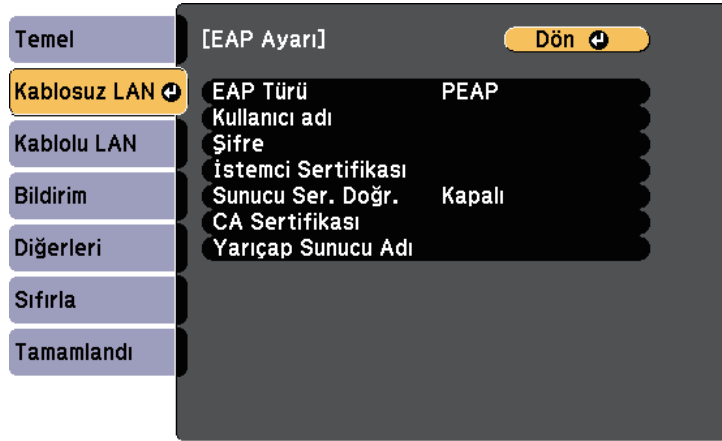 Temel
Kablosuz LAN
Kablolu LAN
Bildirim
Diğerleri
Sıfırla
Tamamlandı
[EAP Ayarı]
Dön
EAP Türü PEAP
Kullanıcı adı
Şifre
İstemci Sertifikası
Sunucu Ser. Doğr. Kapalı
CA Sertifikası
Yarıçap Sunucu Adı